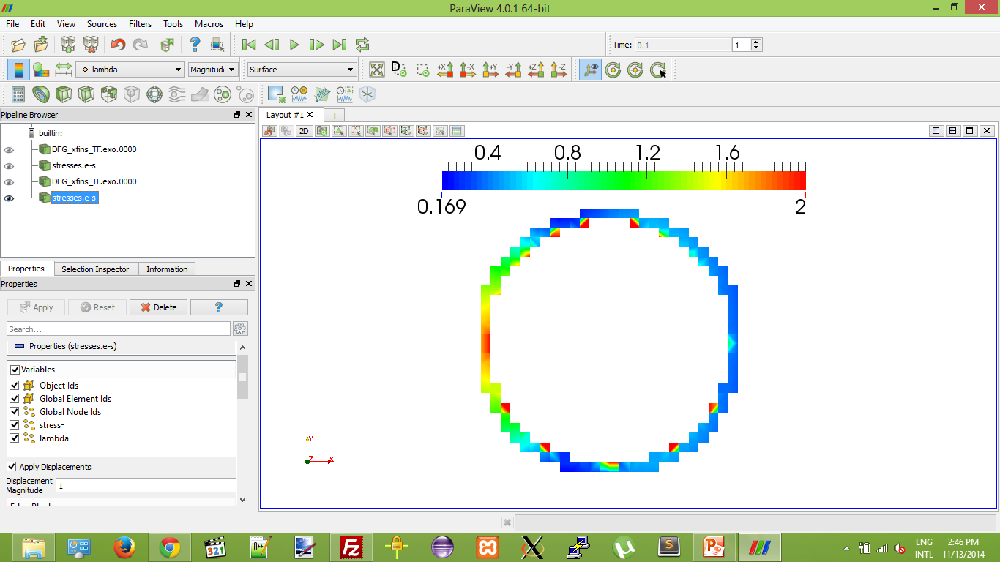 ParaView 4.0.1 64-bit
File Edit View Sources Filters Tools Macros Help
Time: 0.1 1
lambda- Magnitude Surface
Pipeline Browser
Layout #1
2D
builtin:
DFG_xfins_TF.exo.0000
stresses.e-s
DFG_xfins_TF.exo.0000
stresses.e-s
0.4 0.8 1.2 1.6
0.169 2
Properties Selection Inspector Information
Properties
Apply Reset Delete ?
Search...
Properties (stresses.e-s)
Variables
Object Ids
Global Element Ids
Global Node Ids
stress-
lambda-
Apply Displacements
Displacement
Magnitude 1
Y
Z X
ENG 2:46 PM
INTL 11/13/2014